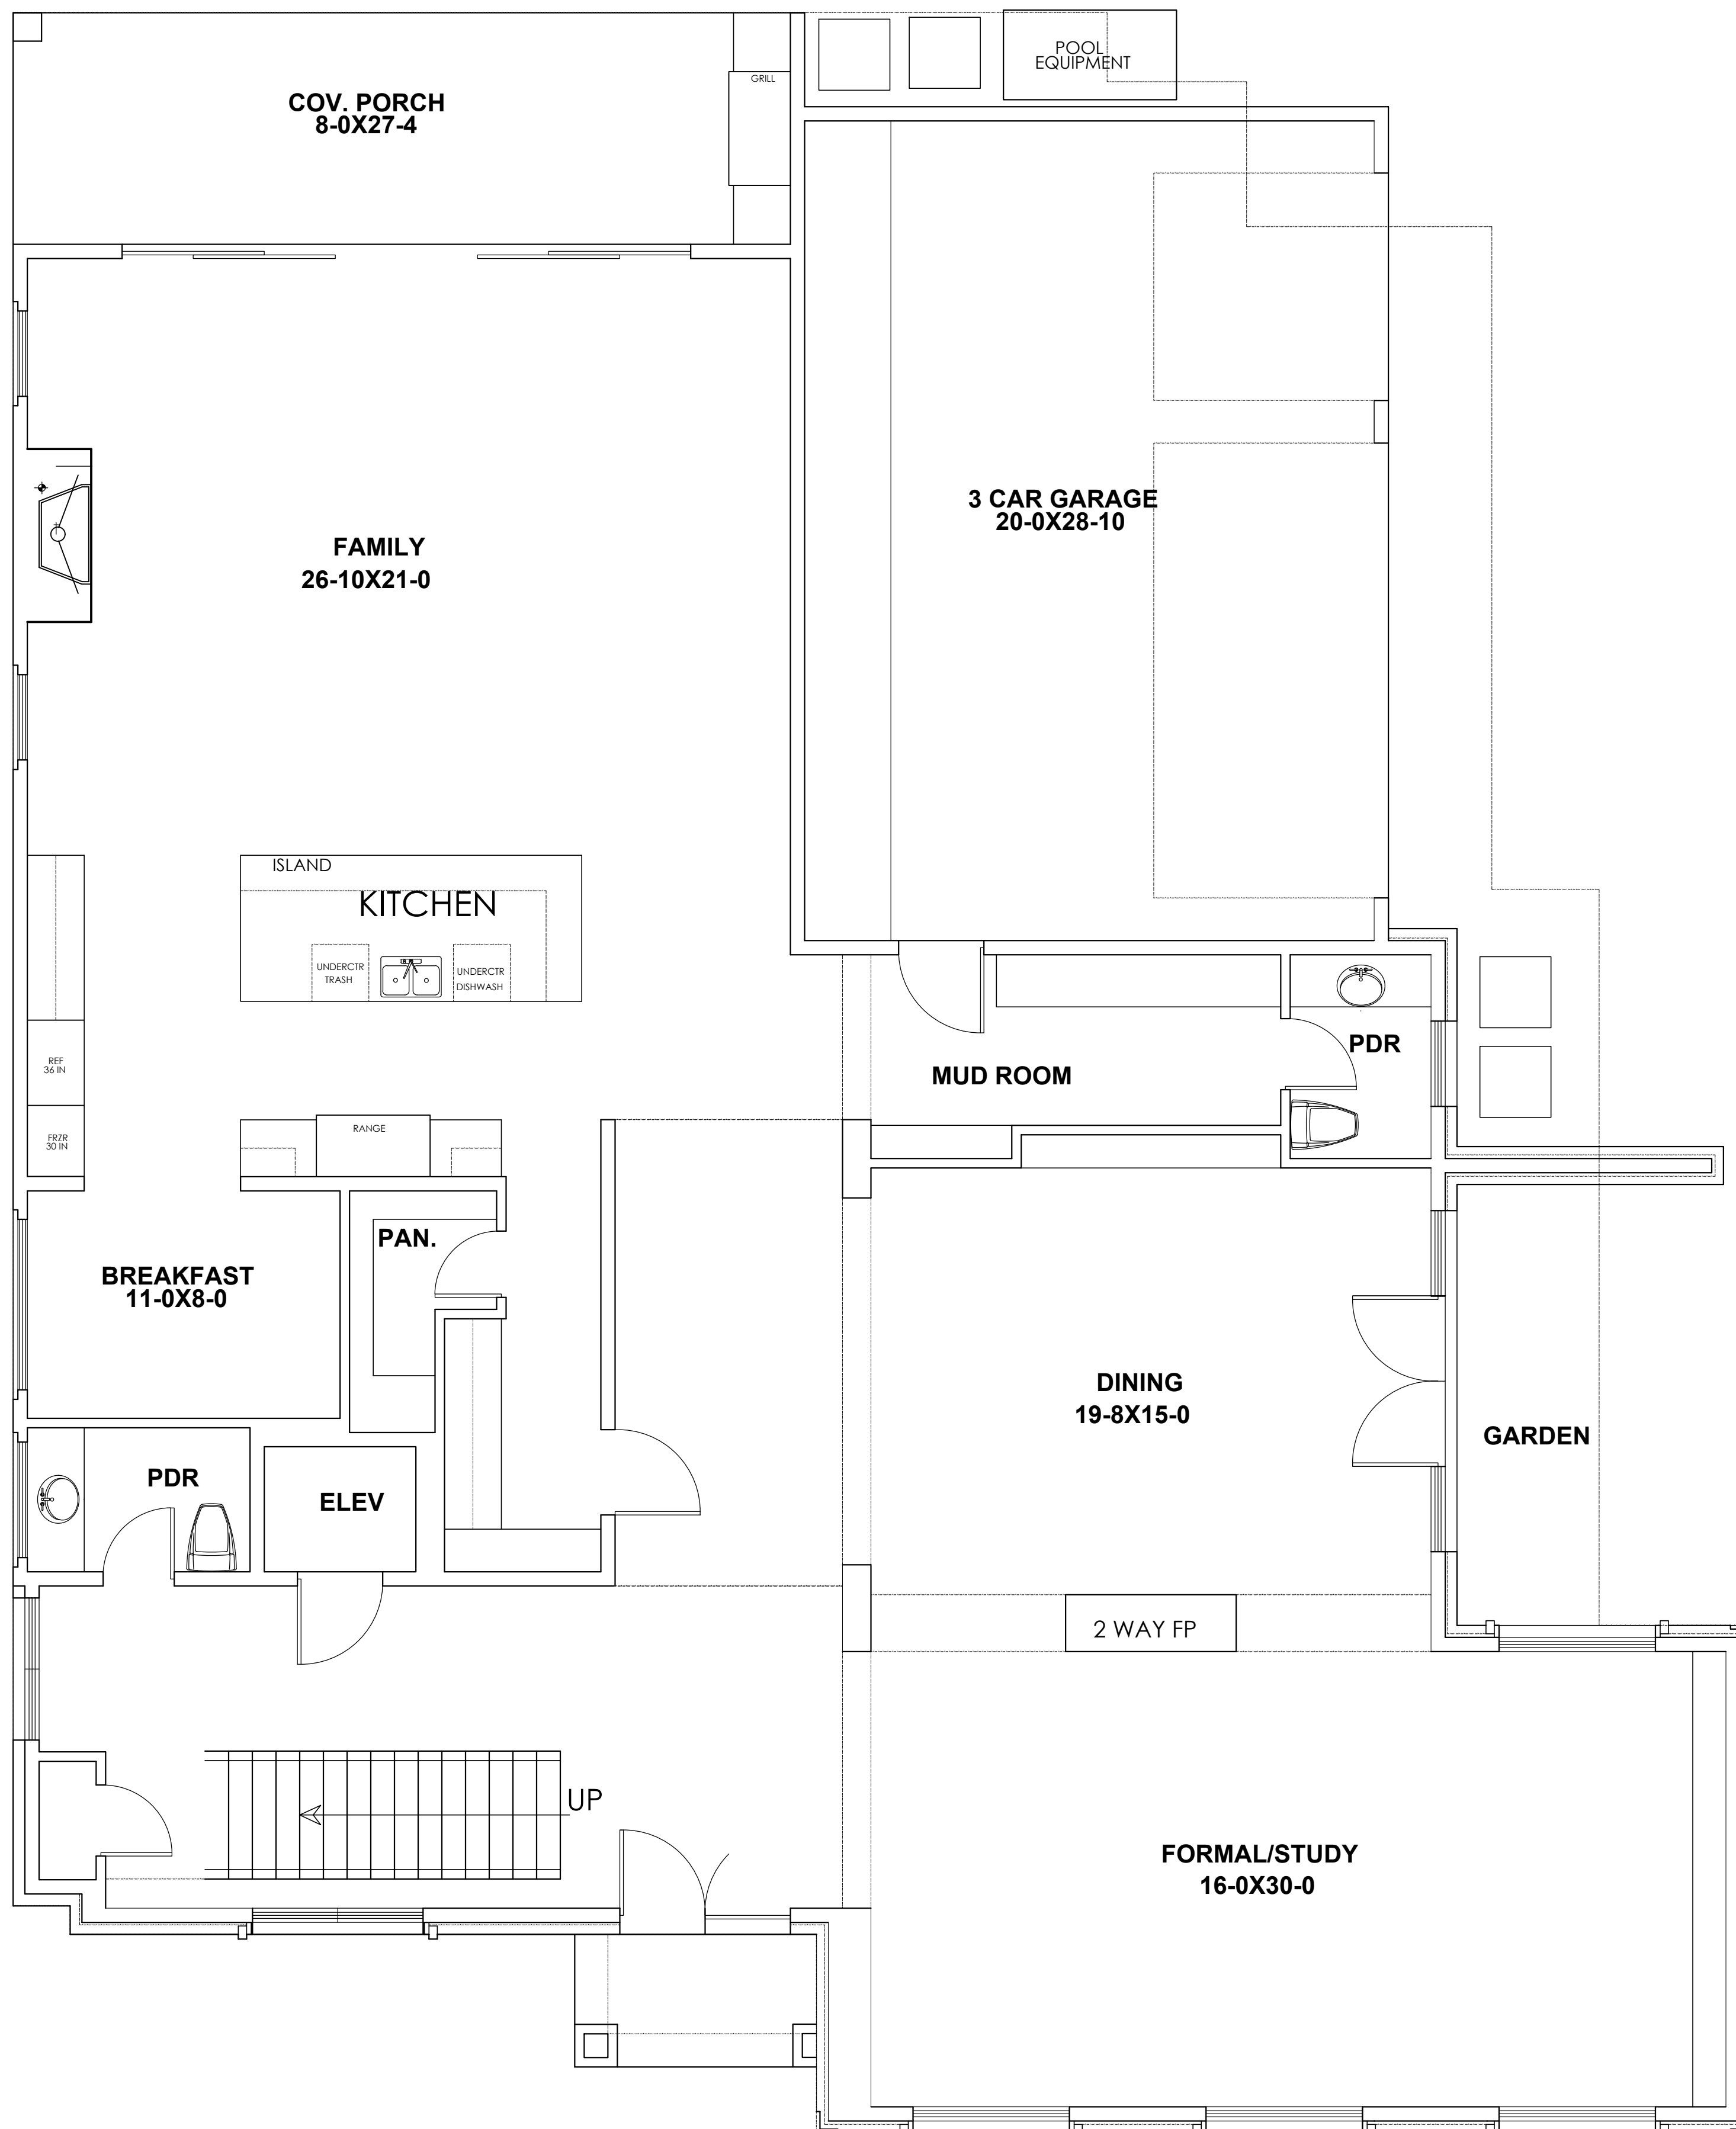 POOL
EQUIPMENT
GRILL
COV. PORCH
8-0X27-4
3 CAR GARAGE
20-0X28-10
FAMILY
26-10X21-0
ISLAND
KITCHEN
UNDERCTR
TRASH
UNDERCTR
DISHWASH
REF
36 IN
FRZR
30 IN
RANGE
MUD ROOM
PDR
PAN.
BREAKFAST
11-0X8-0
DINING
19-8X15-0
GARDEN
PDR
ELEV
2 WAY FP
UP
FORMAL/STUDY
16-0X30-0